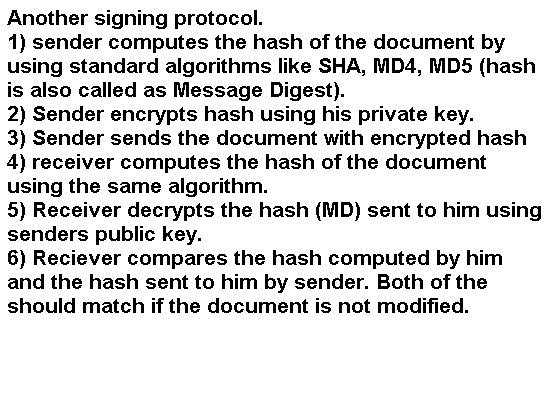 Another signing protocol.
1) sender computes the hash of the document by
using standard algorithms like SHA, MD4, MD5 (hash
is also called as Message Digest).
2) Sender encrypts hash using his private key.
3) Sender sends the document with encrypted hash
4) receiver computes the hash of the document
using the same algorithm.
5) Receiver decrypts the hash (MD) sent to him using
senders public key.
6) Reciever compares the hash computed by him
and the hash sent to him by sender. Both of the
should match if the document is not modified.